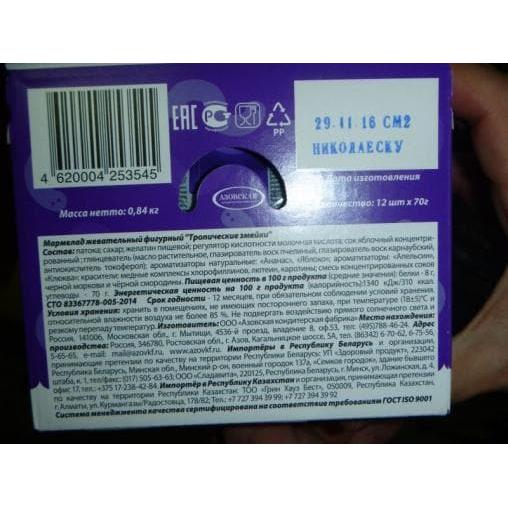 4 620004 253545
Масса нетто: 0,84 кг
EAC
PP
АЗОВСКАЯ
29.11.16 СМ2
НИКОЛАЕСКУ
Дата изготовления
Количество: 12 шт х 70г
Мармелад жевательный фигурный "Тропические змейки"
Состав: патока; сахар; желатин пищевой; регулятор кислотности молочная кислота; сок яблочный концентри-
рованный; глянцеватель (масло растительное, глазирователь воск пчелиный, глазирователь воск карнаубский,
антиокислитель токоферол); ароматизаторы натуральные: «Ананас», «Яблоко»; ароматизаторы: «Апельсин»,
«Клюква»; красители: медные комплексы хлорофиллинов, лютеин, кармины, смесь концентрированных соков
черной моркови и чёрной смородины. Пищевая ценность в 100 г продукта (средние значения): белки - 8 г,
углеводы - 70 г. Энергетическая ценность на 100 г продукта (калорийность):1340 кДж/310 ккал.
СТО 83367778-005-2014 Срок годности - 12 месяцев, при обязательном соблюдении условий хранения.
Условия хранения: хранить в помещениях, не имеющих постороннего запаха, при температуре (18±5)°С и
относительной влажности воздуха не более 85 %. Не подвергать воздействию прямого солнечного света и
резкому перепаду температур. Изготовитель: ООО «Азовская кондитерская фабрика». Место нахождения:
Россия, 141006, Московская обл., г. Мытищи, 4536-й проезд, владение 8, оф.53, тел: (495)788-46-24. Адрес
производства: Россия, 346780, Ростовская обл., г. Азов, Кагальницкое шоссе, 5А, тел: (86342) 6-70-62, 6-75-56,
5-65-65, e-mail: mail@azovkf.ru, www.azovkf.ru. Импортёры в Республику Беларусь и организации,
принимающие претензии по качеству на территории Республики Беларусь: УП "Здоровый продукт", 223042
Республика Беларусь, Минская обл., Минский р-он,
штаба, к. 1, тел./факс: (017) 505-63-63; ООО «Сладовита», 220125, Республика Беларусь, г. Минск, ул. Ложинская, д. 4,
офис 17, тел.: +375 17-238-42-84. Импортёр в Республику Казахстан и организация, принимающая претензии
по качеству на территории Республики Казахстан, ТОО "Грин Хауз Бест", 050009, Республика Казахстан,
г.Алматы, ул. Курмангазы/Радостовца, 178/82; Тел.: +7 727 394 39 99; +7 727 394 39 92
Система менеджмента качества сертифицирована на соответствие требованиям ГОСТ ISO 9001